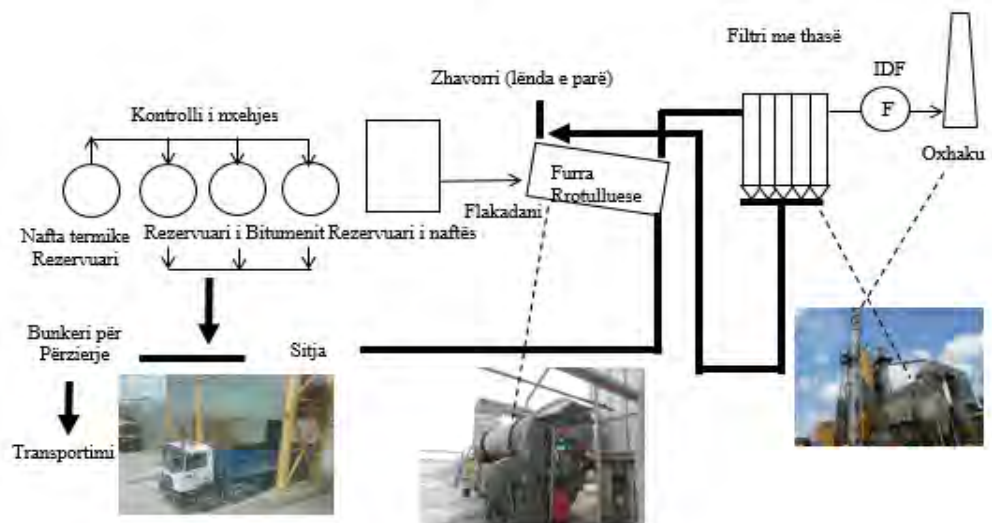 Filtri me thasë
Zhavorri (lënda e parë)
IDF
F
Kontrolli i nxehjes
Oxhaku
Furra
Rrotulluese
Flakadani
Nafta termike
Rezervuari
Rezervuari i Bitumenit
Rezervuari i naftës
Bunkeri për
Përzierje
Sitja
Transportimi